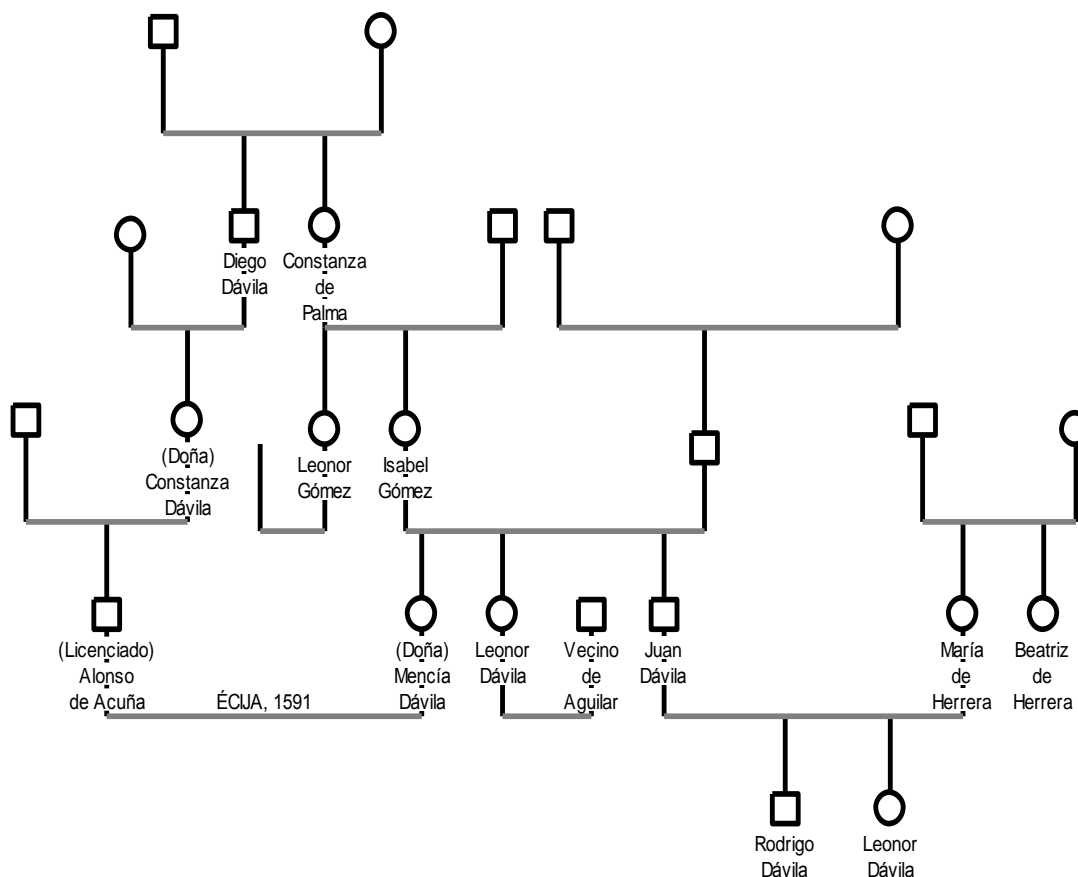 Diego
Dávila
Constanza
de
Palma
(Doña)
Constanza
Dávila
Leonor
Gómez
Isabel
Gómez
(Licenciado)
Alonso
de Acuña
ÉCIJA, 1591
(Doña)
Mencía
Dávila
Leonor
Dávila
Vecino
de
Aguilar
Juan
Dávila
María
de
Herrera
Beatriz
de
Herrera
Rodrigo
Dávila
Leonor
Dávila